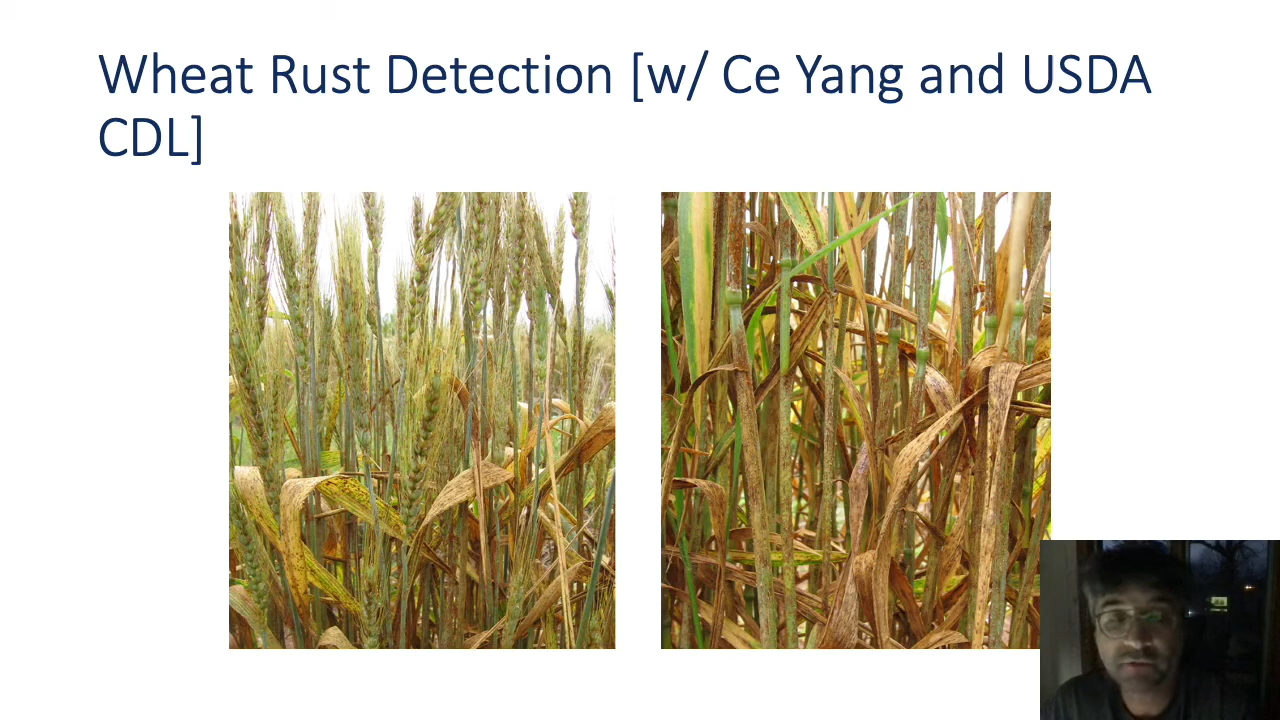 Wheat Rust Detection [w/ Ce Yang and USDA
CDL]